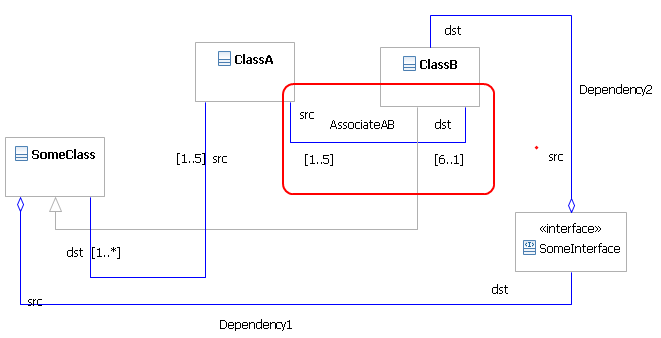 dst
ClassA
ClassB
Dependency2
src
AssociateAB
dst
SomeClass
[1..5] src
[1..5]
[6..1]
src
«interface»
SomeInterface
dst [1..*]
dst
src
Dependency1